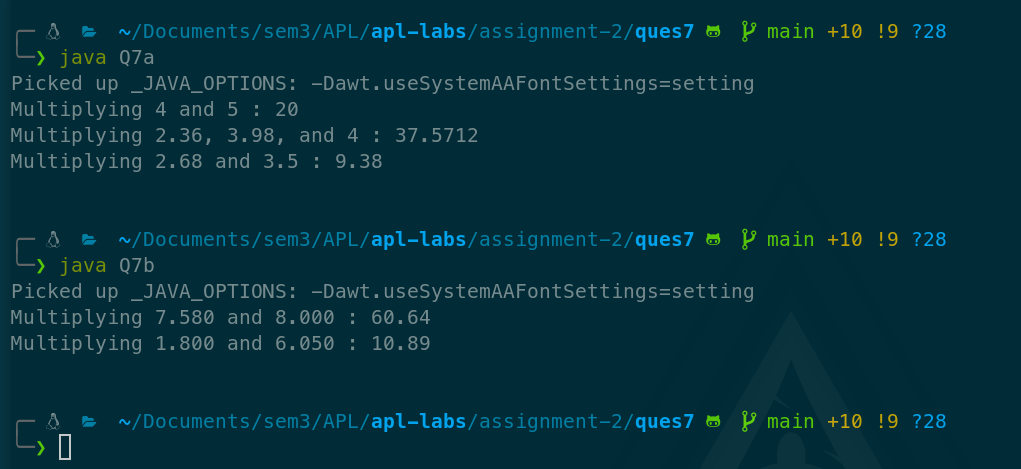 ~/Documents/sem3/APL/apl-labs/assignment-2/ques7 main +10 !9 ?28
❯ java Q7a
Picked up _JAVA_OPTIONS: -Dawt.useSystemAAFontSettings=setting
Multiplying 4 and 5 : 20
Multiplying 2.36, 3.98, and 4 : 37.5712
Multiplying 2.68 and 3.5 : 9.38
~/Documents/sem3/APL/apl-labs/assignment-2/ques7 main +10 !9 ?28
❯ java Q7b
Picked up _JAVA_OPTIONS: -Dawt.useSystemAAFontSettings=setting
Multiplying 7.580 and 8.000 : 60.64
Multiplying 1.800 and 6.050 : 10.89
~/Documents/sem3/APL/apl-labs/assignment-2/ques7 main +10 !9 ?28
❯